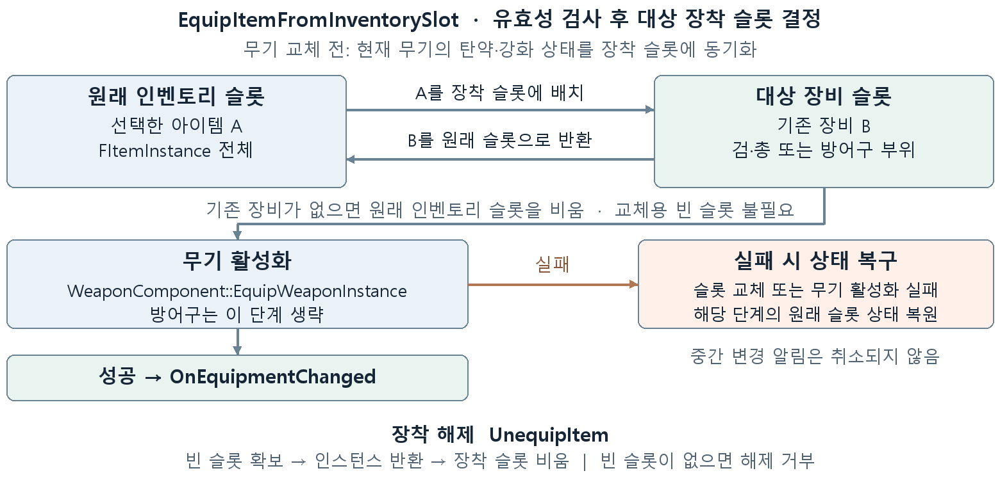 EquipItemFromInventorySlot · 유효성 검사 후 대상 장착 슬롯 결정
무기 교체 전: 현재 무기의 탄약·강화 상태를 장착 슬롯에 동기화
원래 인벤토리 슬롯
선택한 아이템 A
FItemInstance 전체
A를 장착 슬롯에 배치
B를 원래 슬롯으로 반환
대상 장비 슬롯
기존 장비 B
검·총 또는 방어구 부위
기존 장비가 없으면 원래 인벤토리 슬롯을 비움 · 교체용 빈 슬롯 불필요
무기 활성화
WeaponComponent::EquipWeaponInstance
방어구는 이 단계 생략
실패
실패 시 상태 복구
슬롯 교체 또는 무기 활성화 실패
해당 단계의 원래 슬롯 상태 복원
중간 변경 알림은 취소되지 않음
성공 → OnEquipmentChanged
장착 해제 UnequipItem
빈 슬롯 확보 → 인스턴스 반환 → 장착 슬롯 비움 | 빈 슬롯이 없으면 해제 거부